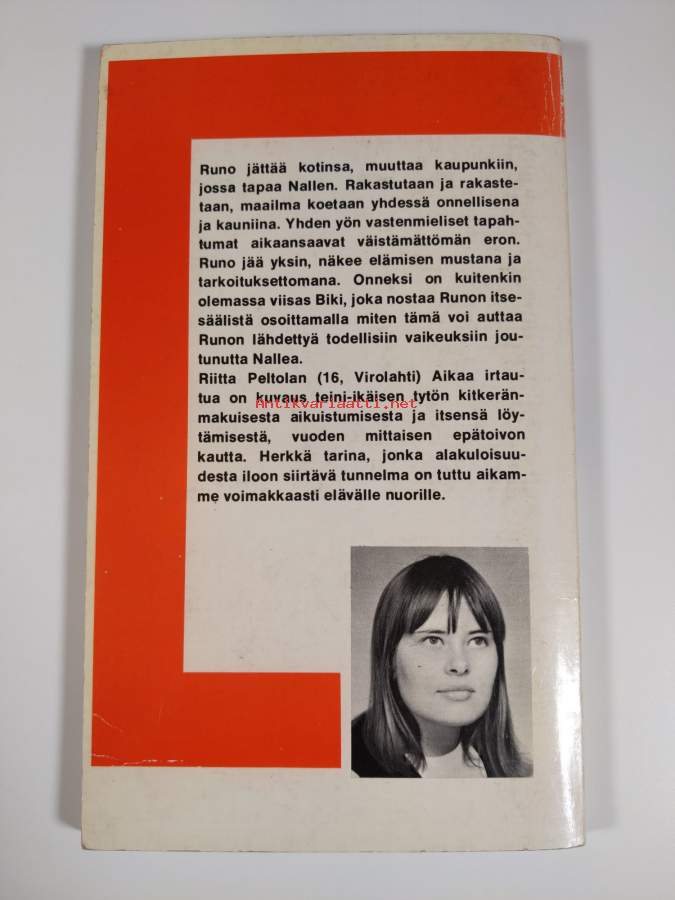 Runo jättää kotinsa, muuttaa kaupunkiin,
jossa tapaa Nallen. Rakastutaan ja rakaste-
taan, maailma koetaan yhdessä onnellisena
ja kauniina. Yhden yön vastenmieliset tapah-
tumat aikaansaavat väistämättömän eron.
Runo jää yksin, näkee elämisen mustana ja
tarkoituksettomana. Onneksi on kuitenkin
olemassa viisas Biki, joka nostaa Runon itse-
säälistä osoittamalla miten tämä voi auttaa
Runon lähdettyä todellisiin vaikeuksiin jou-
tunutta Nallea.
Riitta Peltolan (16, Virolahti) Aikaa irtau-
tua on kuvaus teini-ikäisen tytön kitkerän-
Antikvariaatti.net
makuisesta aikuistumisesta ja itsensä löy-
tämisestä, vuoden mittaisen epätoivon
kautta. Herkkä tarina, jonka alakuloisuu-
desta iloon siirtävä tunnelma on tuttu aikam-
me voimakkaasti elävälle nuorille.